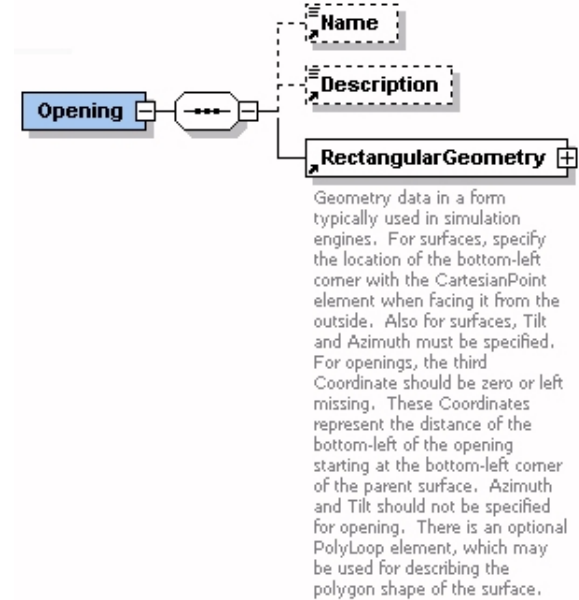 Name
Description
Opening
RectangularGeometry
Geometry data in a form
typically used in simulation
engines.  For surfaces, specify
the location of the bottom-left
corner with the CartesianPoint
element when facing it from the
outside.  Also for surfaces, Tilt
and Azimuth must be specified.
For openings, the third
Coordinate should be zero or left
missing.  These Coordinates
represent the distance of the
bottom-left of the opening
starting at the bottom-left corner
of the parent surface.  Azimuth
and Tilt should not be specified
for opening.  There is an optional
PolyLoop element, which may
be used for describing the
polygon shape of the surface.